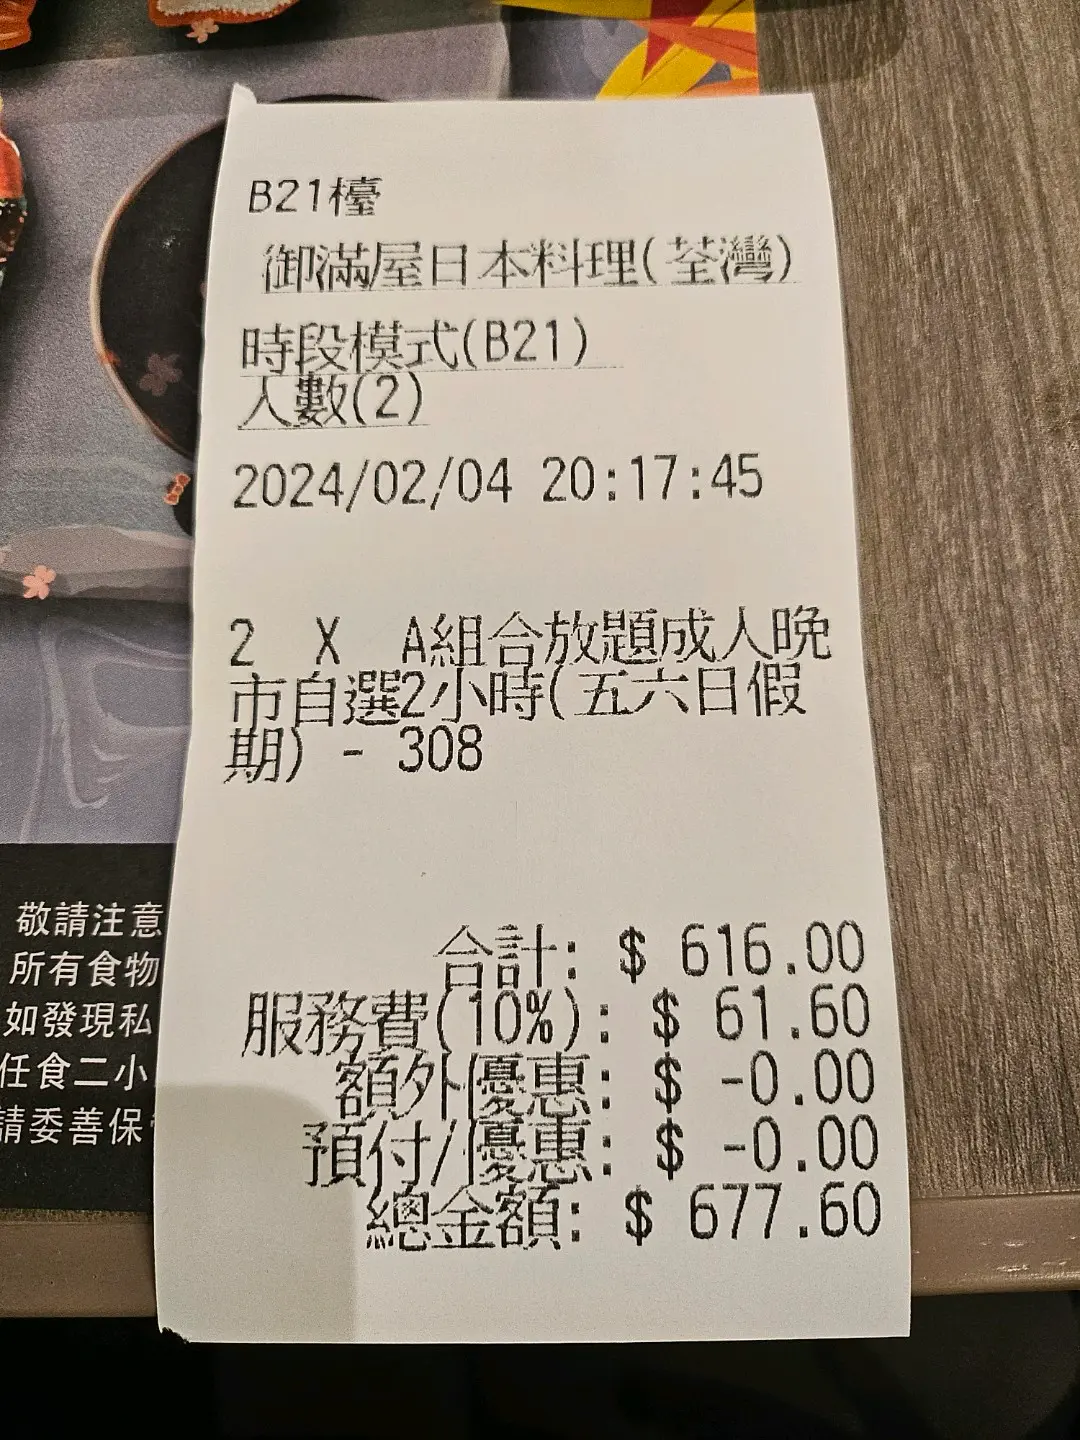 B21檯
御滿屋日本料理(荃灣)
時段模式(B21)
人數(2)
2024/02/04 20:17:45
2 X A組合放題成人晚
市自選2小時(五六日假
期) - 308
合計: $ 616.00
服務費(10%): $ 61.60
額外優惠: $ -0.00
預付/優惠: $ -0.00
總金額: $ 677.60
敬請注意
所有食物
如發現私
任食二小
請委善保